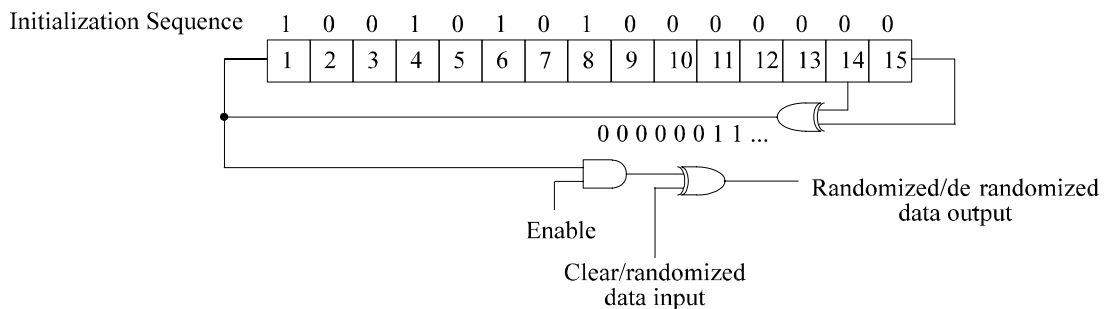 Initialization Sequence 1 0 0 1 0 1 0 1 0 0 0 0 0 0 0
1 2 3 4 5 6 7 8 9 10 11 12 13 14 15
0 0 0 0 0 0 1 1 ...
Enable
Clear/randomized
data input
Randomized/de randomized
data output